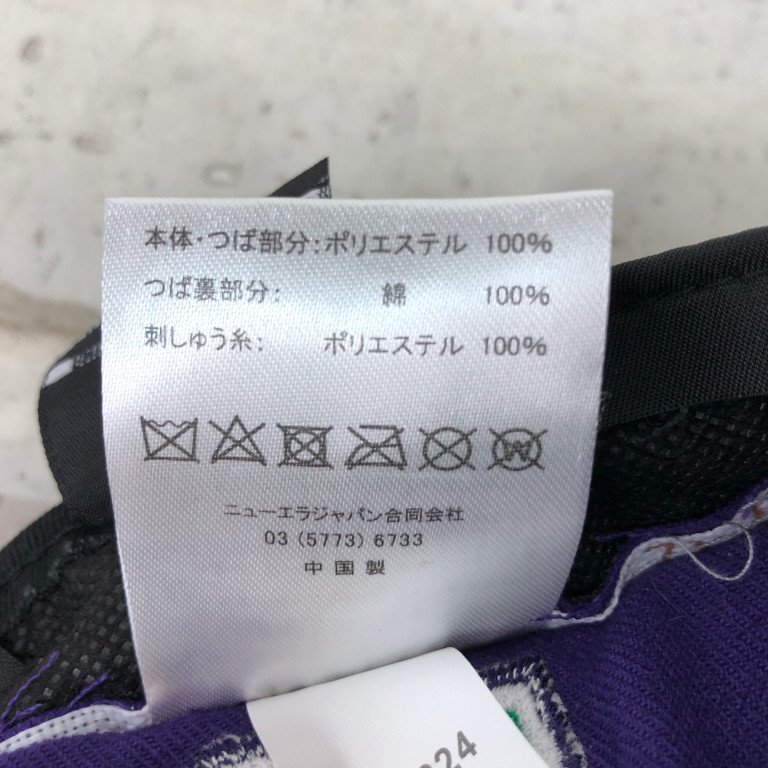 本体・つば部分:ポリエステル 100%
つば裏部分: 綿 100%
刺しゅう糸: ポリエステル 100%
W
ニューエラジャパン合同会社
03 (5773) 6733
中国製
024